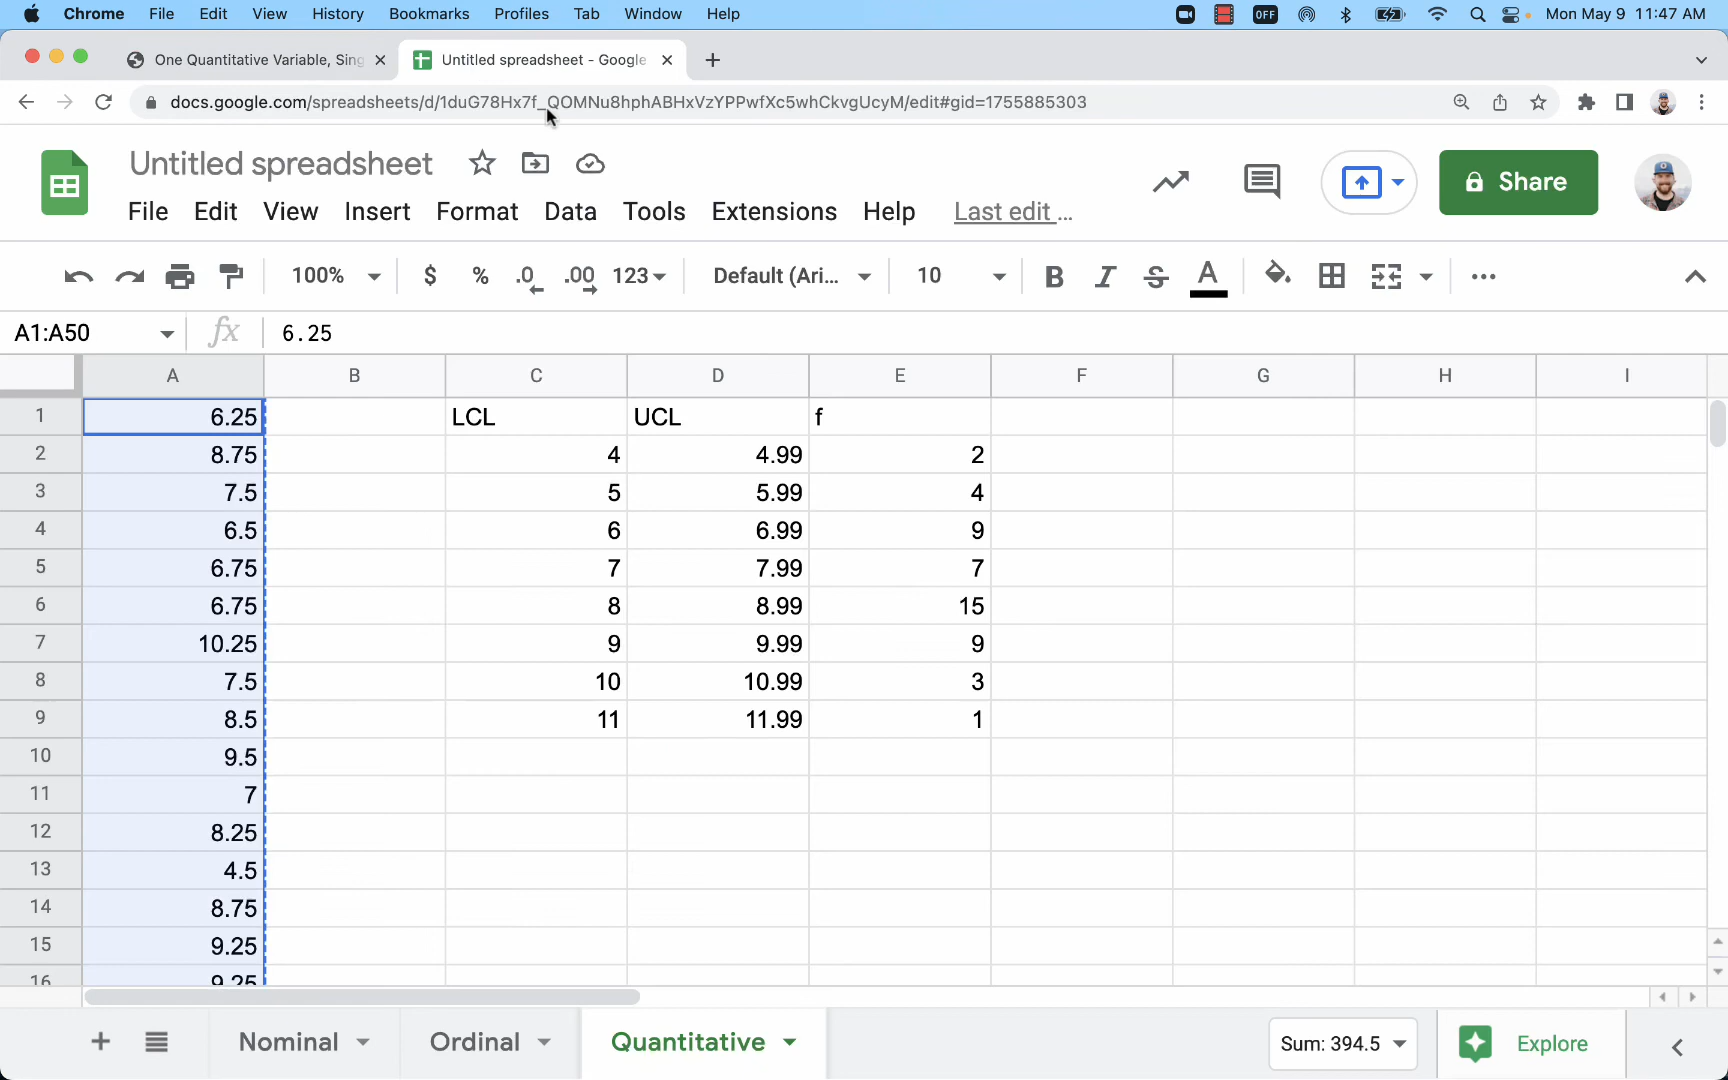 Chrome File Edit View History Bookmarks Profiles Tab Window Help OFF Mon May 9 11:47 AM
One Quantitative Variable, Sing Untitled spreadsheet - Google
docs.google.com/spreadsheets/d/1duG78Hx7f_QOMNu8hphABHxVzYPPwfXc5whCkvgUcyM/edit#gid=1755885303
Untitled spreadsheet
Share
File Edit View Insert Format Data Tools Extensions Help Last edit ...
100% $ % .0 .00 123 Default (Ari... 10 B I S A
A1:A50 fx 6.25
A B C D E F G H I
1 6.25 LCL UCL f
2 8.75 4 4.99 2
3 7.5 5 5.99 4
4 6.5 6 6.99 9
5 6.75 7 7.99 7
6 6.75 8 8.99 15
7 10.25 9 9.99 9
8 7.5 10 10.99 3
9 8.5 11 11.99 1
10 9.5
11 7
12 8.25
13 4.5
14 8.75
15 9.25
16 9.25
Nominal Ordinal Quantitative Sum: 394.5 Explore